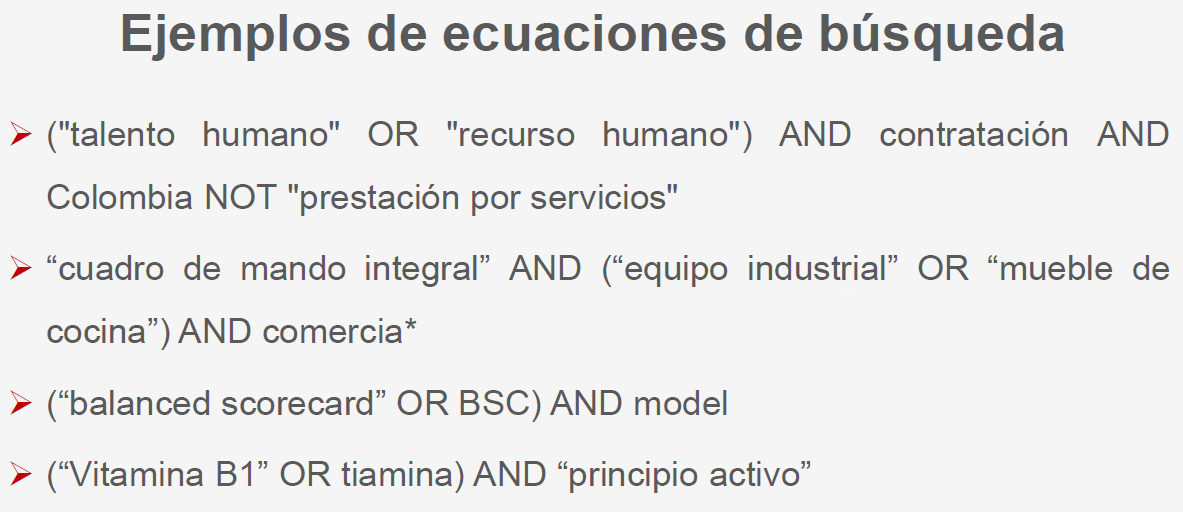 Ejemplos de ecuaciones de búsqueda
("talento humano" OR "recurso humano") AND contratación AND
Colombia NOT "prestación por servicios"
“cuadro de mando integral” AND (“equipo industrial” OR “mueble de
cocina”) AND comercia*
(“balanced scorecard” OR BSC) AND model
(“Vitamina B1” OR tiamina) AND “principio activo”